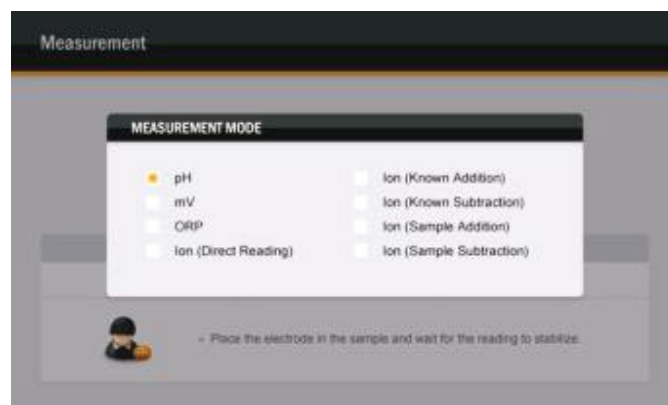 Measurement
MEASUREMENT MODE
pH
mV
ORP
Ion (Direct Reading)
Ion (Known Addition)
Ion (Known Subtraction)
Ion (Sample Addition)
Ion (Sample Subtraction)
- Place the electrode in the sample and wait for the reading to stabilize.